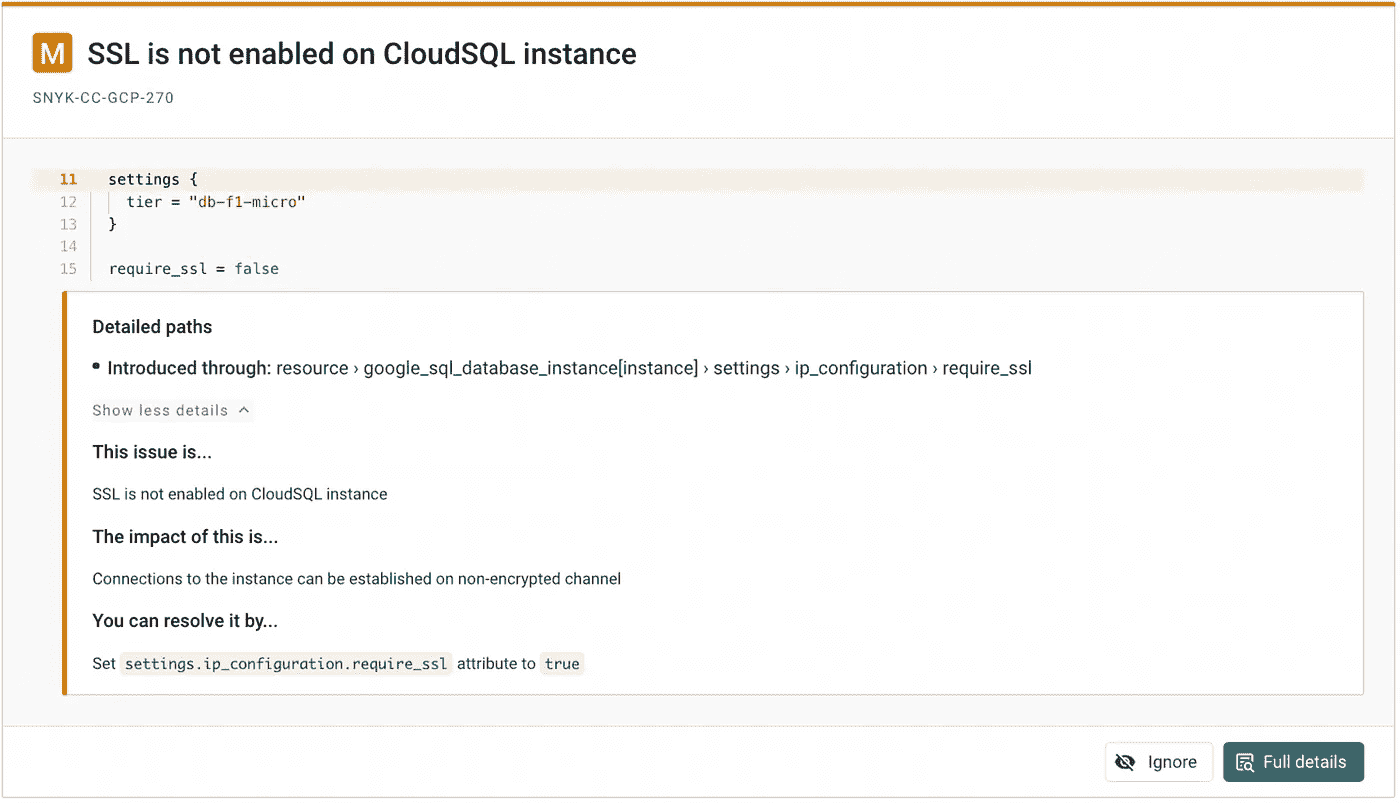 M SSL is not enabled on CloudSQL instance
SNYK-CC-GCP-270
11 settings {
12 tier = "db-f1-micro"
13 }
14
15 require_ssl = false
Detailed paths
• Introduced through: resource › google_sql_database_instance[instance] › settings › ip_configuration › require_ssl
Show less details
This issue is...
SSL is not enabled on CloudSQL instance
The impact of this is...
Connections to the instance can be established on non-encrypted channel
You can resolve it by...
Set settings.ip_configuration.require_ssl attribute to true
Ignore Full details